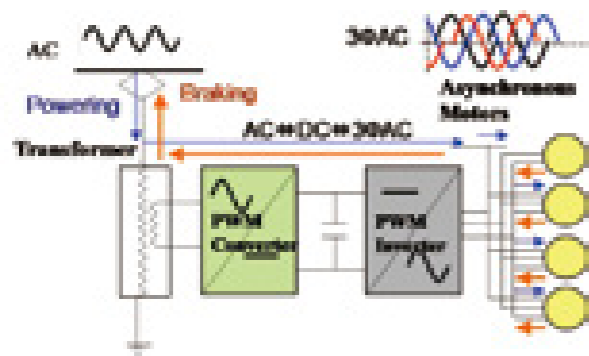 AC
3ΦAC
Powering
Braking
Asynchronous
Motors
AC⇔DC⇔3ΦAC
Transformer
PWM
Converter
PWM
Inverter